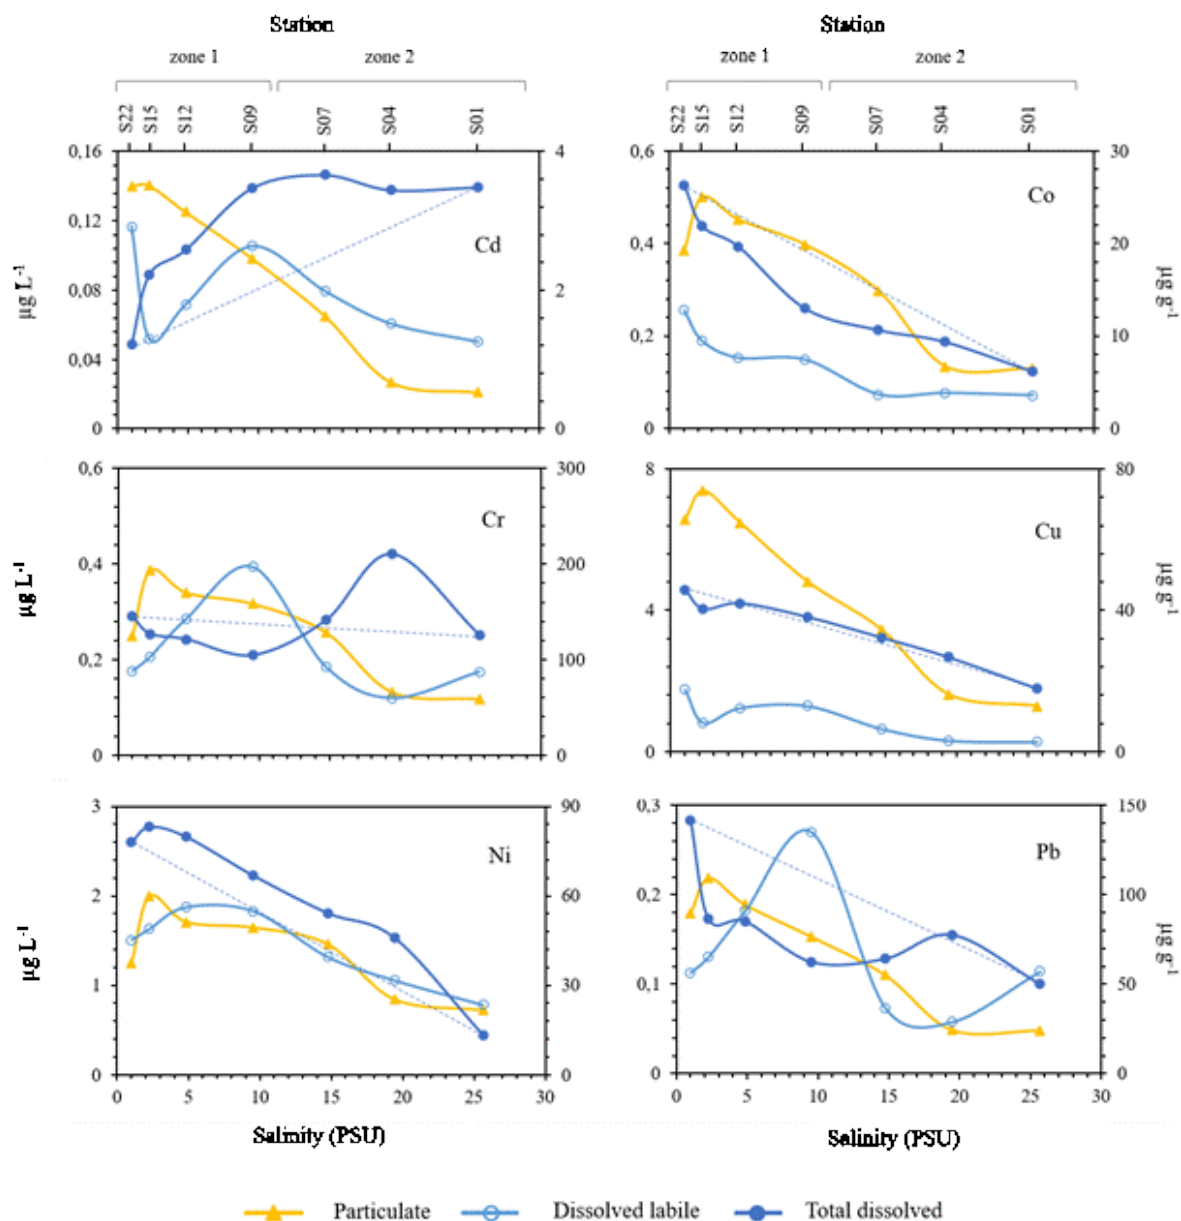 Station Station
zone 1 zone 2 zone 1 zone 2
S22 S15 S12 S09 S07 S04 S01 S22 S15 S12 S09 S07 S04 S01
0,16 4 0,6 30
Co
0,12
Cd 0,4 20
µg L-1 0,08 2 µg g-1
0,2 10
0,04
0 0 0 0
0,6 300 8 80
Cr Cu
0,4 200
µg L-1 4 40 µg g-1
0,2 100
0 0 0 0
3 90 0,3 150
Ni Pb
2 60 0,2 100
µg L-1 µg g-1
1 30 0,1 50
0 0 0 0
0 5 10 15 20 25 30 0 5 10 15 20 25 30
Salinity (PSU) Salinity (PSU)
Particulate Dissolved labile Total dissolved